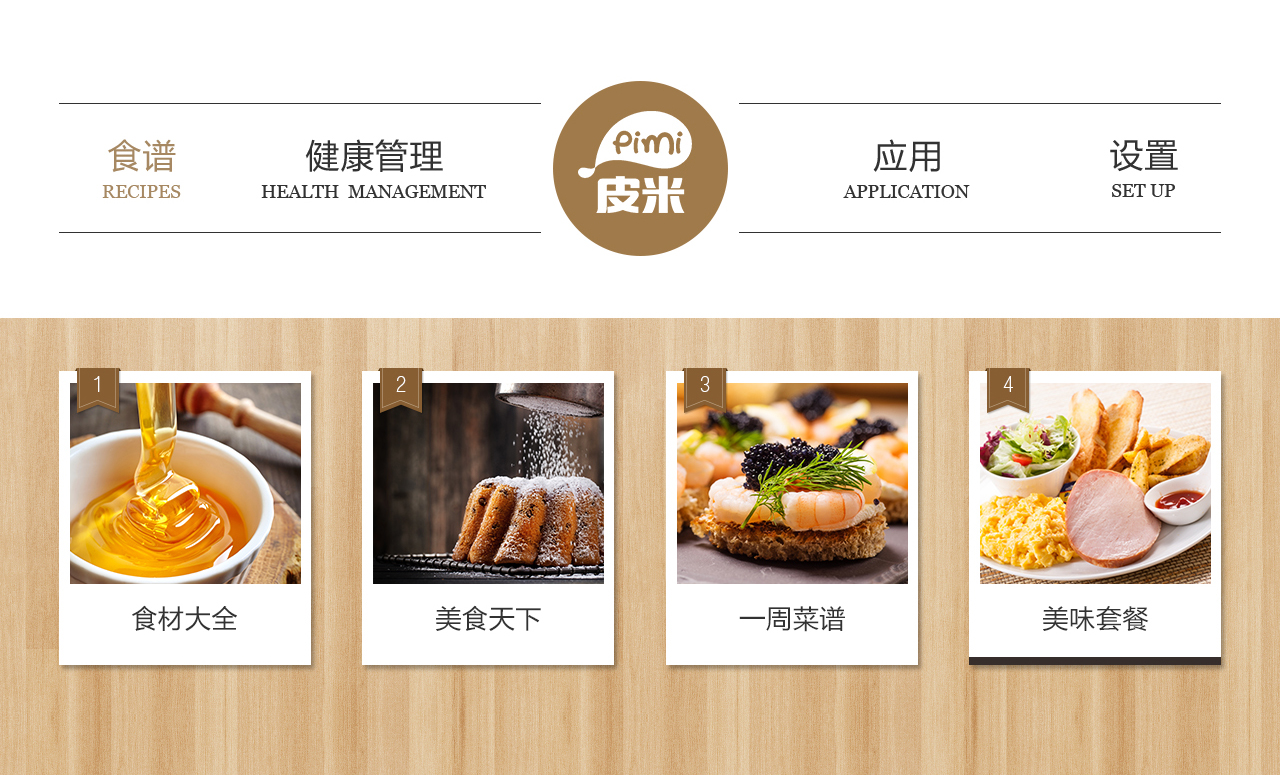 食谱
RECIPES
健康管理
HEALTH MANAGEMENT
Pimi
皮米
应用
APPLICATION
设置
SET UP
1
2
3
4
食材大全
美食天下
一周菜谱
美味套餐